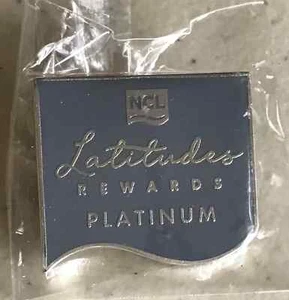 NCL
Latitudes
REWARDS
PLATINUM